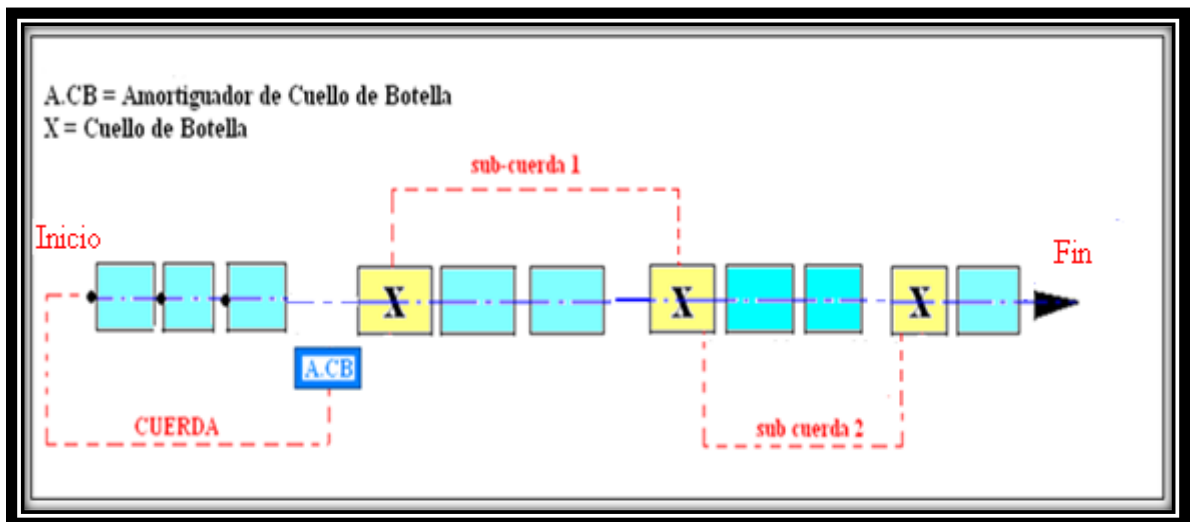 A.CB = Amortiguador de Cuello de Botella
X = Cuello de Botella
sub-cuerda 1
Inicio
Fin
X
X
X
A.CB
CUERDA
sub cuerda 2